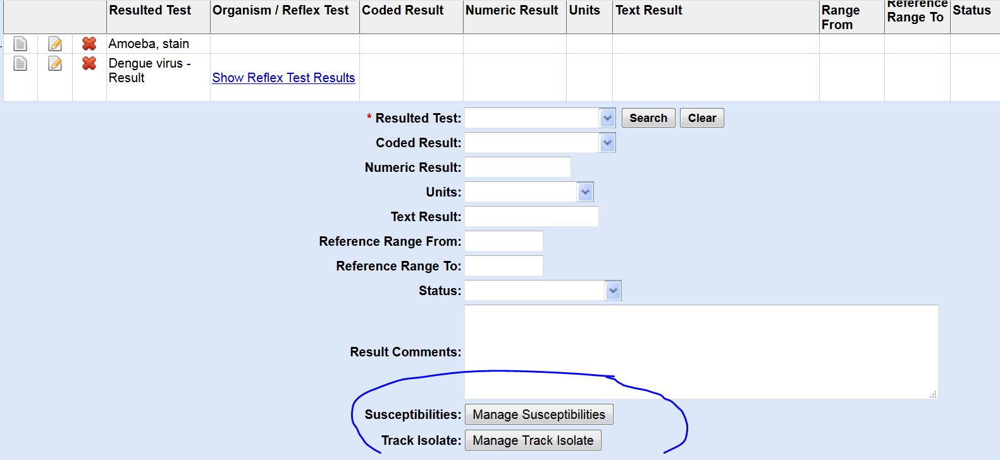 Resulted Test Organism / Reflex Test Coded Result Numeric Result Units Text Result Range From Reference Range To Status
Amoeba, stain
Dengue virus -
Result
Show Reflex Test Results
* Resulted Test: Search Clear
Coded Result:
Numeric Result:
Units:
Text Result:
Reference Range From:
Reference Range To:
Status:
Result Comments:
Susceptibilities: Manage Susceptibilities
Track Isolate: Manage Track Isolate